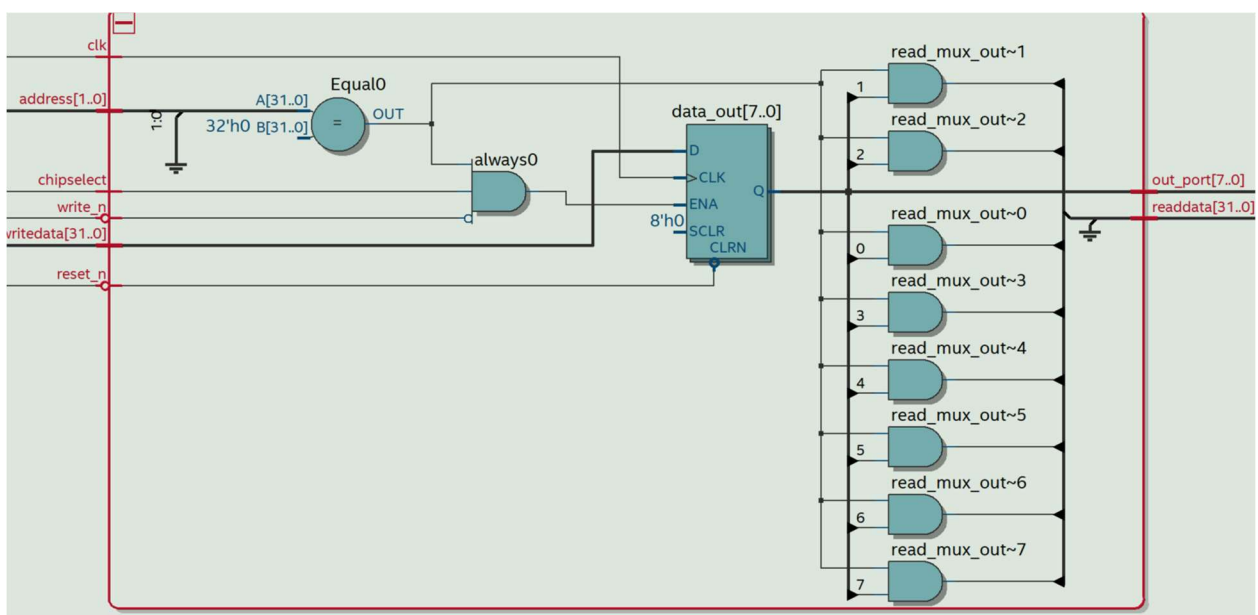 clk
address[1..0]
chipselect
write_n
writedata[31..0]
reset_n
1:0
Equal0
A[31..0]
32'h0 B[31..0]
=
OUT
always0
data_out[7..0]
D
CLK
ENA
8'h0
SCLR
CLRN
Q
read_mux_out~1
1
read_mux_out~2
2
read_mux_out~0
0
read_mux_out~3
3
read_mux_out~4
4
read_mux_out~5
5
read_mux_out~6
6
read_mux_out~7
7
out_port[7..0]
readdata[31..0]